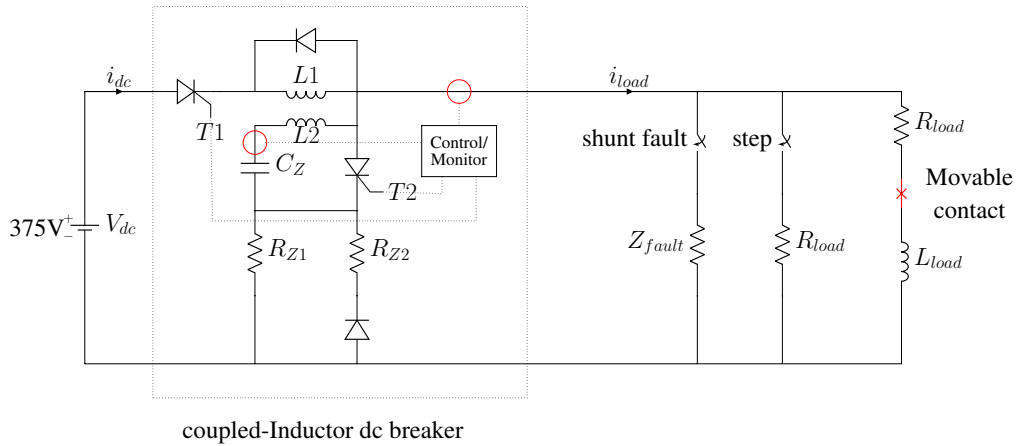 i_dc
L1
i_load
T1
L2
Control/
Monitor
shunt fault
step
R_load
C_Z
T2
Movable
contact
375V
+
−
V_dc
R_Z1
R_Z2
Z_fault
R_load
L_load
coupled-Inductor dc breaker